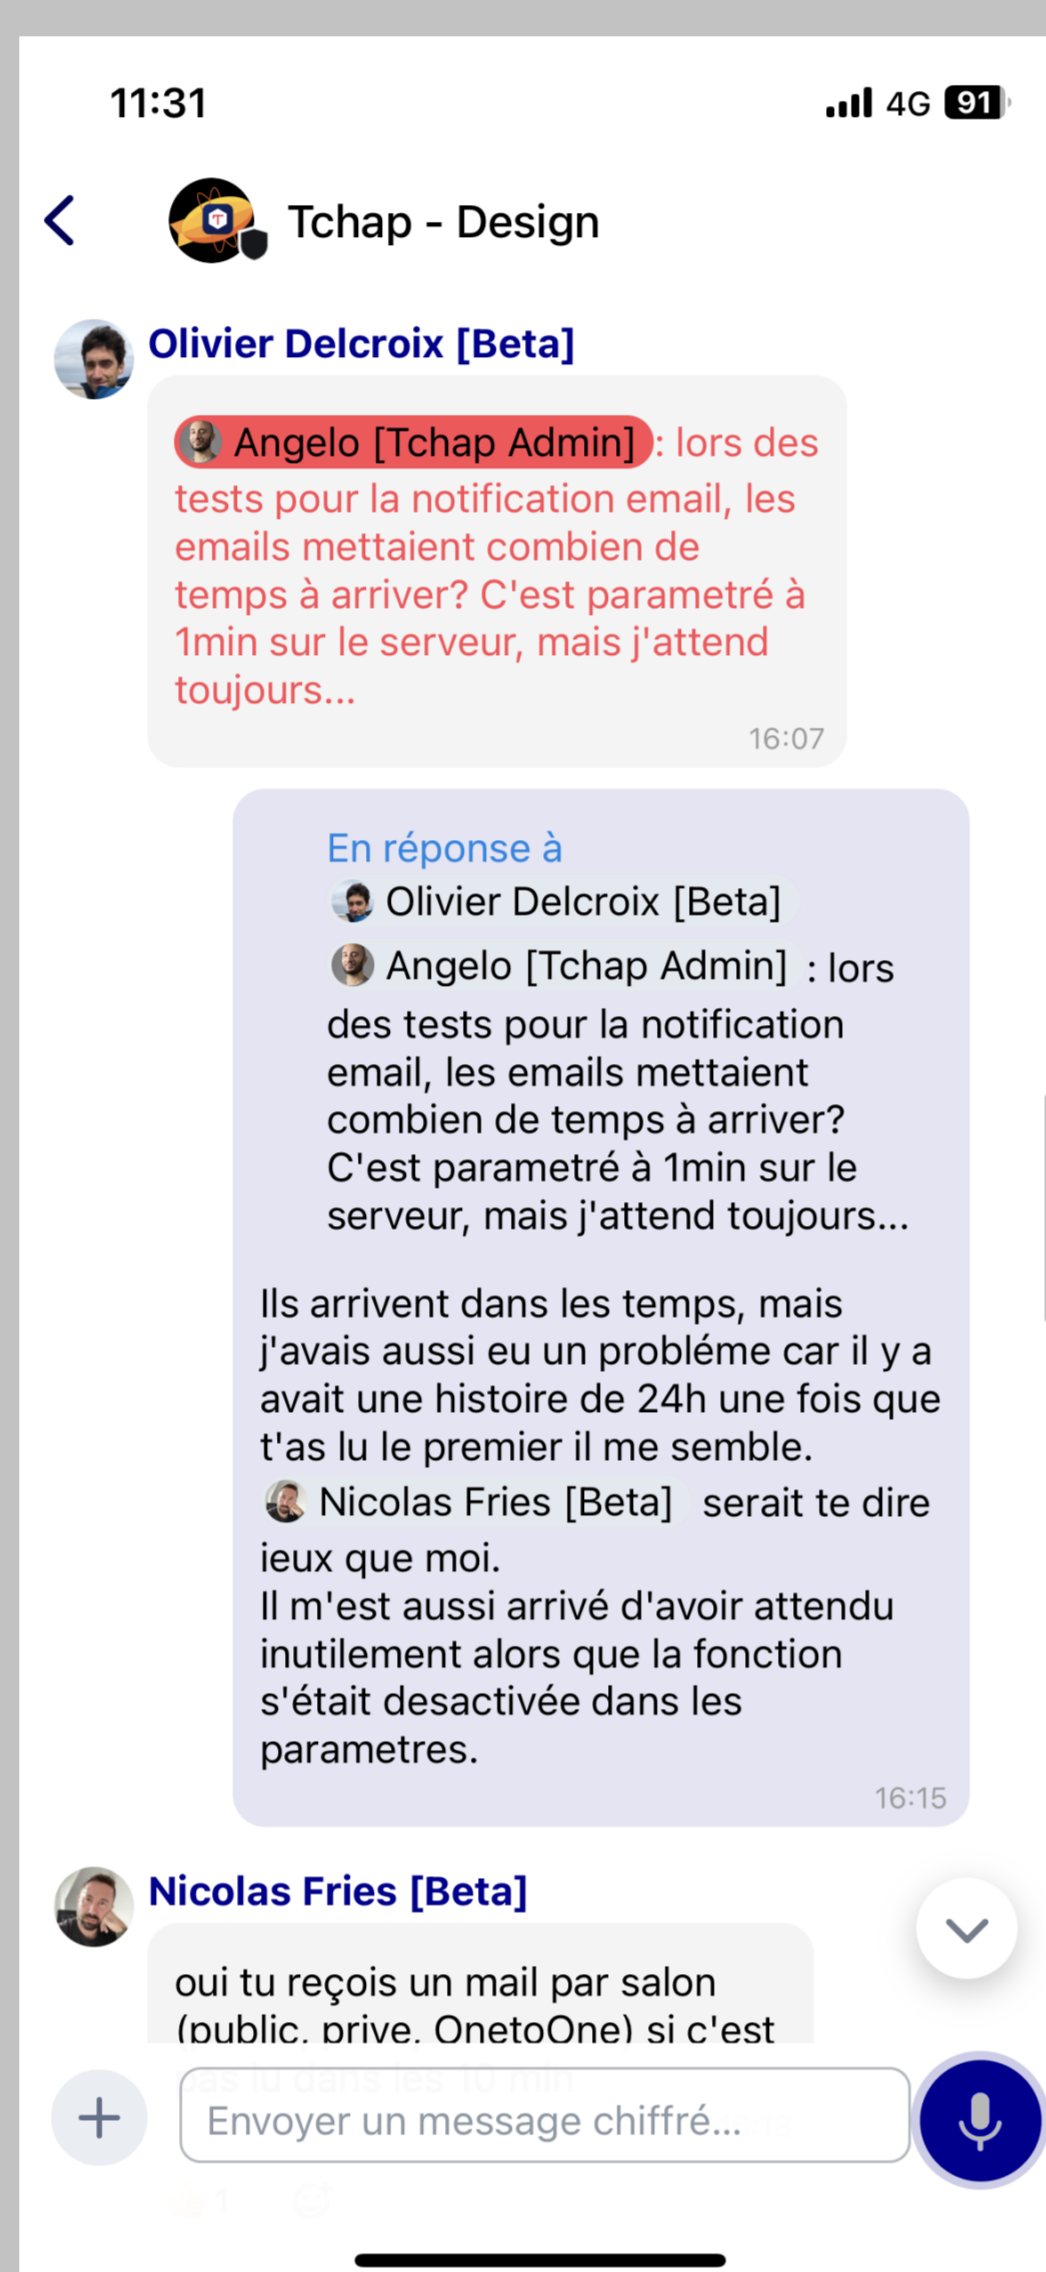 11:31
4G 91
Tchap - Design
Olivier Delcroix [Beta]
Angelo [Tchap Admin] : lors des
tests pour la notification email, les
emails mettaient combien de
temps à arriver? C'est parametré à
1min sur le serveur, mais j'attend
toujours...
16:07
En réponse à
Olivier Delcroix [Beta]
Angelo [Tchap Admin] : lors
des tests pour la notification
email, les emails mettaient
combien de temps à arriver?
C'est parametré à 1min sur le
serveur, mais j'attend toujours...
Ils arrivent dans les temps, mais
j'avais aussi eu un probléme car il y a
avait une histoire de 24h une fois que
t'as lu le premier il me semble.
Nicolas Fries [Beta] serait te dire
ieux que moi.
Il m'est aussi arrivé d'avoir attendu
inutilement alors que la fonction
s'était desactivée dans les
parametres.
16:15
Nicolas Fries [Beta]
oui tu reçois un mail par salon
(public, prive, OnetoOne) si c'est
pas lu dans les 10 min
Envoyer un message chiffré...
1